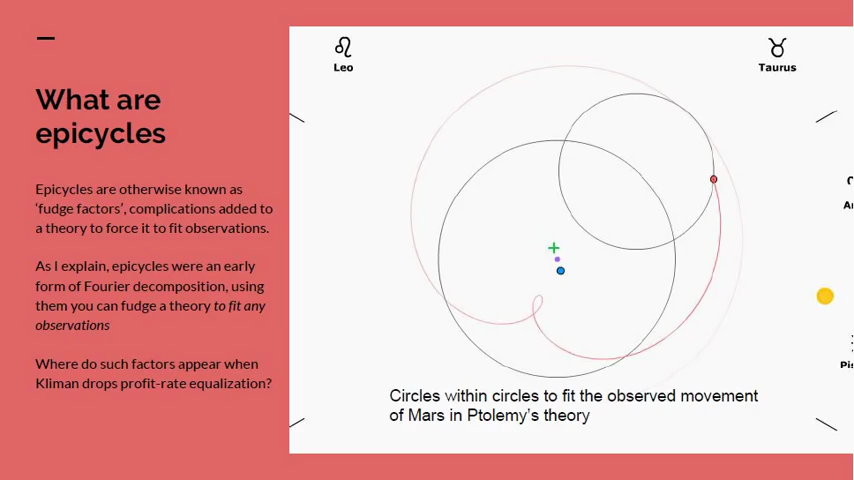 What are
epicycles
Epicycles are otherwise known as
‘fudge factors’, complications added to
a theory to force it to fit observations.
As I explain, epicycles were an early
form of Fourier decomposition, using
them you can fudge a theory to fit any
observations
Where do such factors appear when
Kliman drops profit-rate equalization?
Leo
Taurus
Ar
Pis
Circles within circles to fit the observed movement
of Mars in Ptolemy’s theory